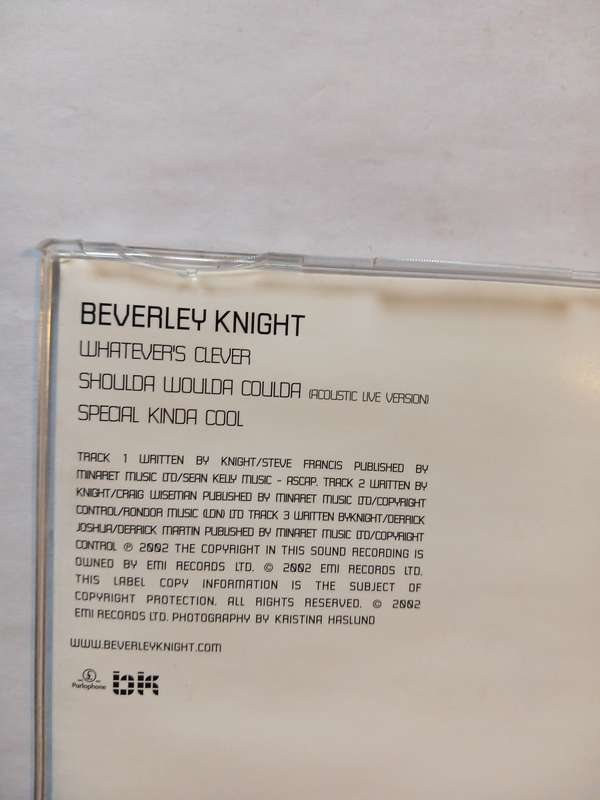 BEVERLEY KNIGHT
WHATEVER'S CLEVER
SHOULDA WOULDA COULDA (ACOUSTIC LIVE VERSION)
SPECIAL KINDA COOL
TRACK 1 WRITTEN BY KNIGHT/STEVE FRANCIS PUBLISHED BY
MINARET MUSIC LTD/SEAN KELLY MUSIC - ASCAP. TRACK 2 WRITTEN BY
KNIGHT/CRAIG WISEMAN PUBLISHED BY MINARET MUSIC LTD/COPYRIGHT
CONTROL/RONDOR MUSIC (LDN) LTD TRACK 3 WRITTEN BYKNIGHT/DERRICK
JOSHUA/DERRICK MARTIN PUBLISHED BY MINARET MUSIC LTD/COPYRIGHT
CONTROL ℗ 2002 THE COPYRIGHT IN THIS SOUND RECORDING IS
OWNED BY EMI RECORDS LTD. © 2002 EMI RECORDS LTD.
THIS LABEL COPY INFORMATION IS THE SUBJECT OF
COPYRIGHT PROTECTION. ALL RIGHTS RESERVED. © 2002
EMI RECORDS LTD. PHOTOGRAPHY BY KRISTINA HASLUND
WWW.BEVERLEYKNIGHT.COM
Parlophone bk